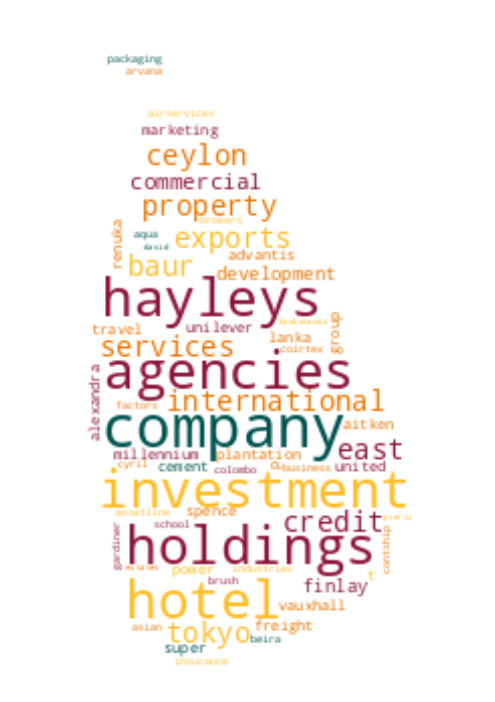 packaging
arvana
airservices
marketing
ceylon
commercial
property
brokers
renuka
aqua
exports
david
advantis
baur
development
hayleys
travel
unilever
group
lanka
services
coirtex
agencies
alexandra
international
factors
company
aitken
east
millennium
plantation
cyril
cement
colombo
a
business
united
investment
assetline
spence
credit
school
gardiner
holdings
contship
estates
power
industries
t
brush
finlay
hotel
vauxhall
asian
tokyo
freight
beira
super
insurance